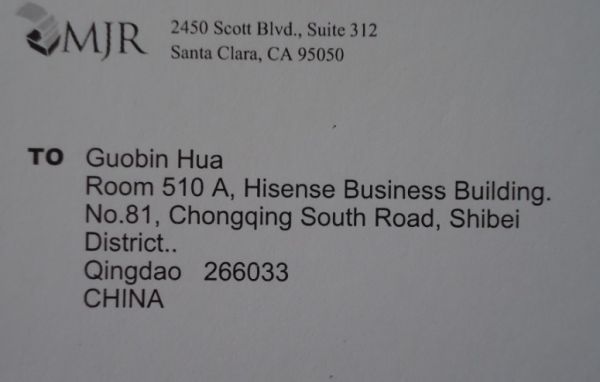 MJR
2450 Scott Blvd., Suite 312
Santa Clara, CA 95050
TO Guobin Hua
Room 510 A, Hisense Business Building.
No.81, Chongqing South Road, Shibei
District..
Qingdao 266033
CHINA